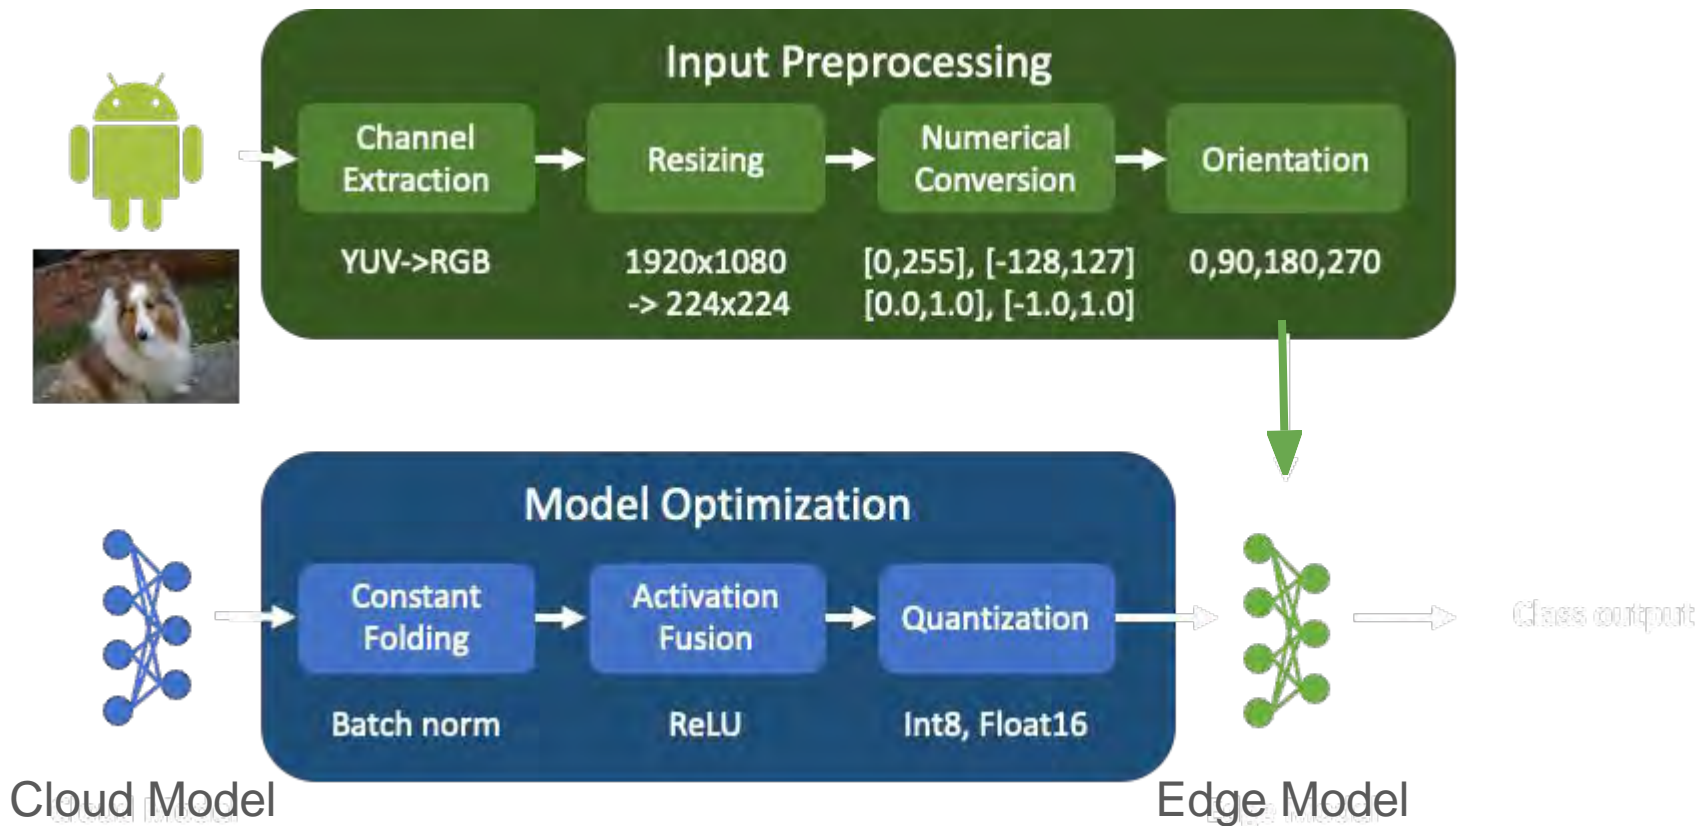 Input Preprocessing
Channel
Extraction
Resizing
Numerical
Conversion
Orientation
YUV->RGB
1920x1080
-> 224x224
[0,255], [-128,127]
[0.0,1.0], [-1.0,1.0]
0,90,180,270
Model Optimization
Constant
Folding
Activation
Fusion
Quantization
Class output
Batch norm
ReLU
Int8, Float16
Cloud Model
Edge Model